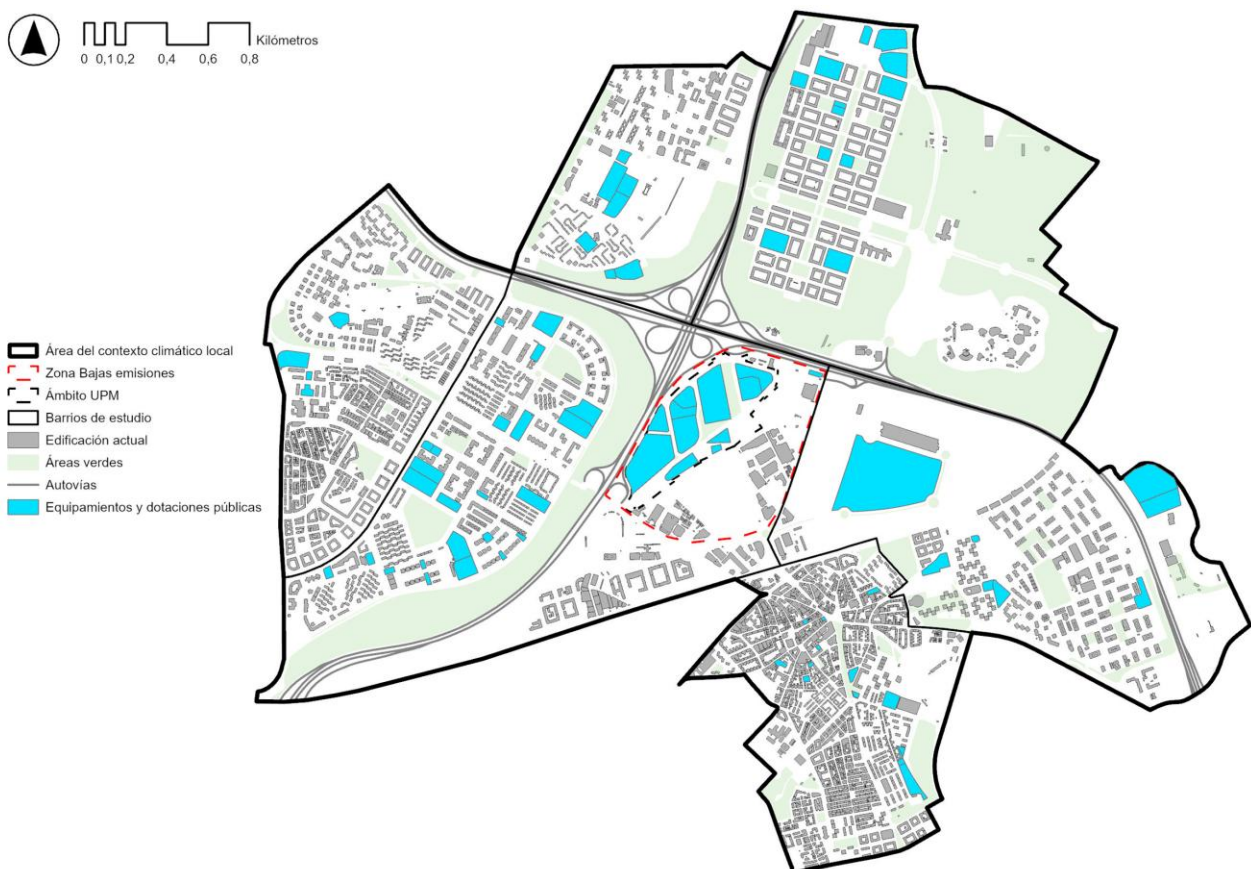 Kilómetros
0 0,1 0,2 0,4 0,6 0,8
Área del contexto climático local
Zona Bajas emisiones
Ámbito UPM
Barrios de estudio
Edificación actual
Áreas verdes
Autovías
Equipamientos y dotaciones públicas